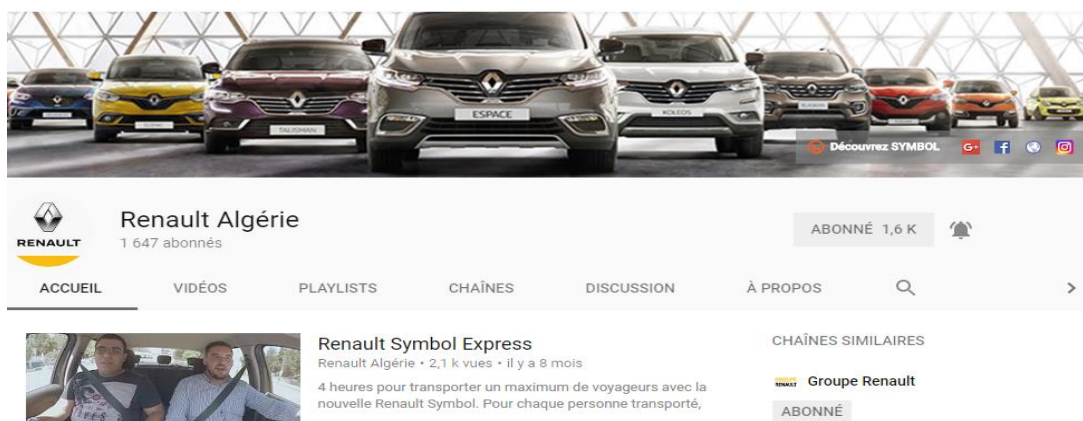 TALISMAN
ESPACE
KOLEOS
Découvrez SYMBOL
G+
RENAULT
Renault Algérie
1 647 abonnés
ABONNÉ 1,6 K
ACCUEIL
VIDÉOS
PLAYLISTS
CHAÎNES
DISCUSSION
À PROPOS
Renault Symbol Express
Renault Algérie • 2,1 k vues • il y a 8 mois
4 heures pour transporter un maximum de voyageurs avec la
nouvelle Renault Symbol. Pour chaque personne transporté,
CHAÎNES SIMILAIRES
Groupe Renault
ABONNÉ